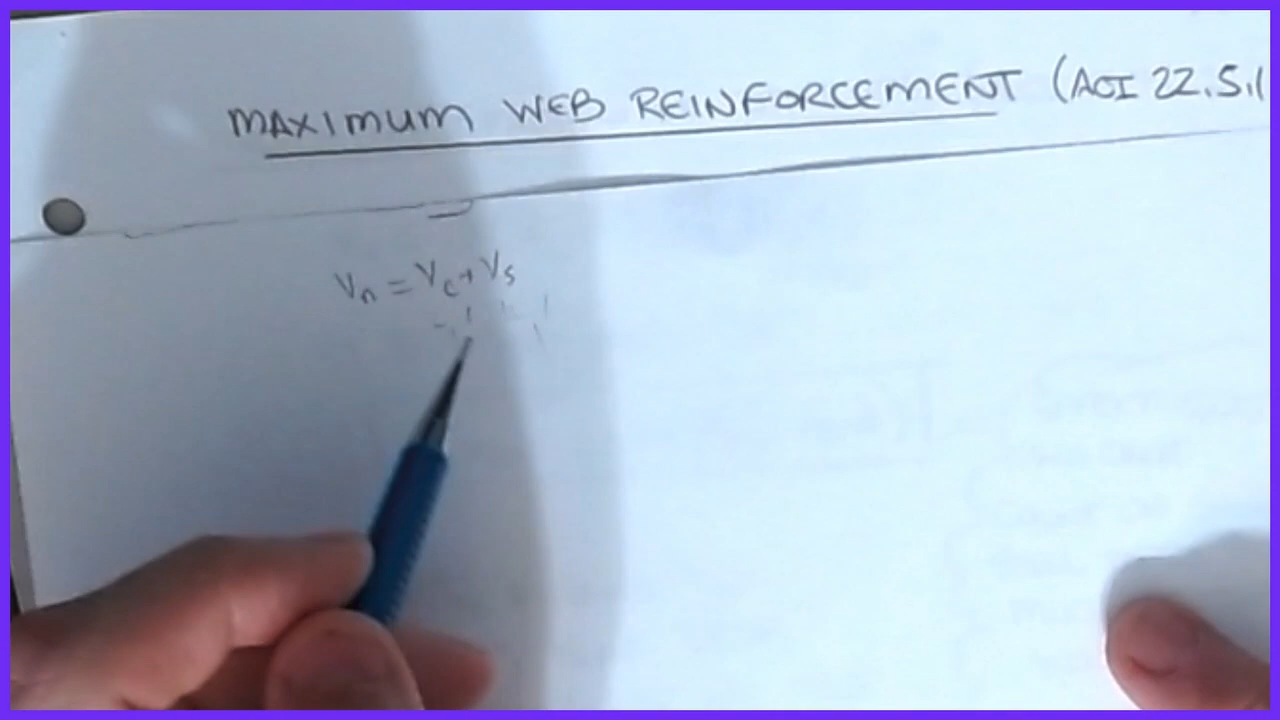 MAXIMUM WEB REINFORCEMENT (ACI 22.5.1
Vn = Vc + Vs